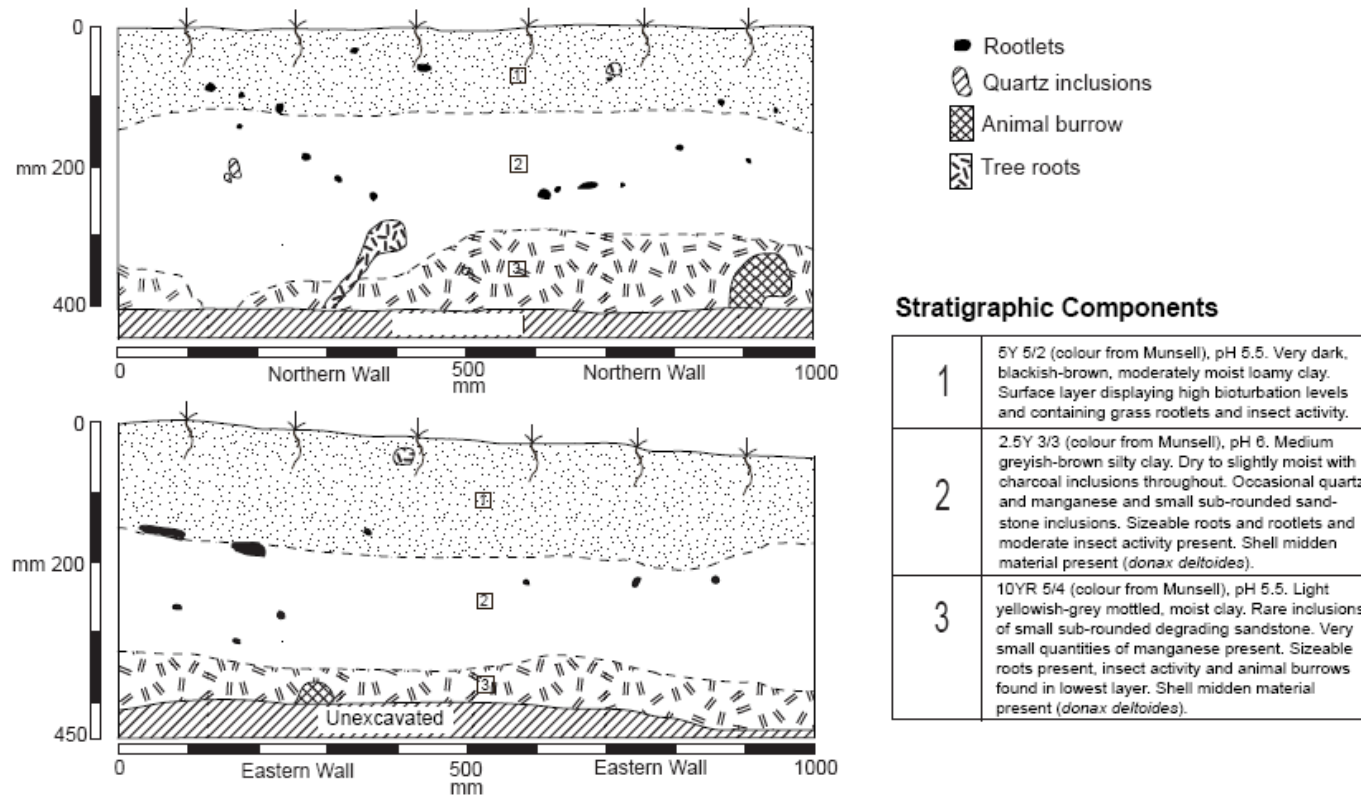 0
mm 200
400
1
2
3
0
Northern Wall
500
mm
Northern Wall
1000
0
mm 200
450
1
2
3
Unexcavated
0
Eastern Wall
500
mm
Eastern Wall
1000
Rootlets
Quartz inclusions
Animal burrow
Tree roots
Stratigraphic Components
1
5Y 5/2 (colour from Munsell), pH 5.5. Very dark,
blackish-brown, moderately moist loamy clay.
Surface layer displaying high bioturbation levels
and containing grass rootlets and insect activity.
2
2.5Y 3/3 (colour from Munsell), pH 6. Medium
greyish-brown silty clay. Dry to slightly moist with
charcoal inclusions throughout. Occasional quartz
and manganese and small sub-rounded sand-
stone inclusions. Sizeable roots and rootlets and
moderate insect activity present. Shell midden
material present (donax deltoides).
3
10YR 5/4 (colour from Munsell), pH 5.5. Light
yellowish-grey mottled, moist clay. Rare inclusions
of small sub-rounded degrading sandstone. Very
small quantities of manganese present. Sizeable
roots present, insect activity and animal burrows
found in lowest layer. Shell midden material
present (donax deltoides).